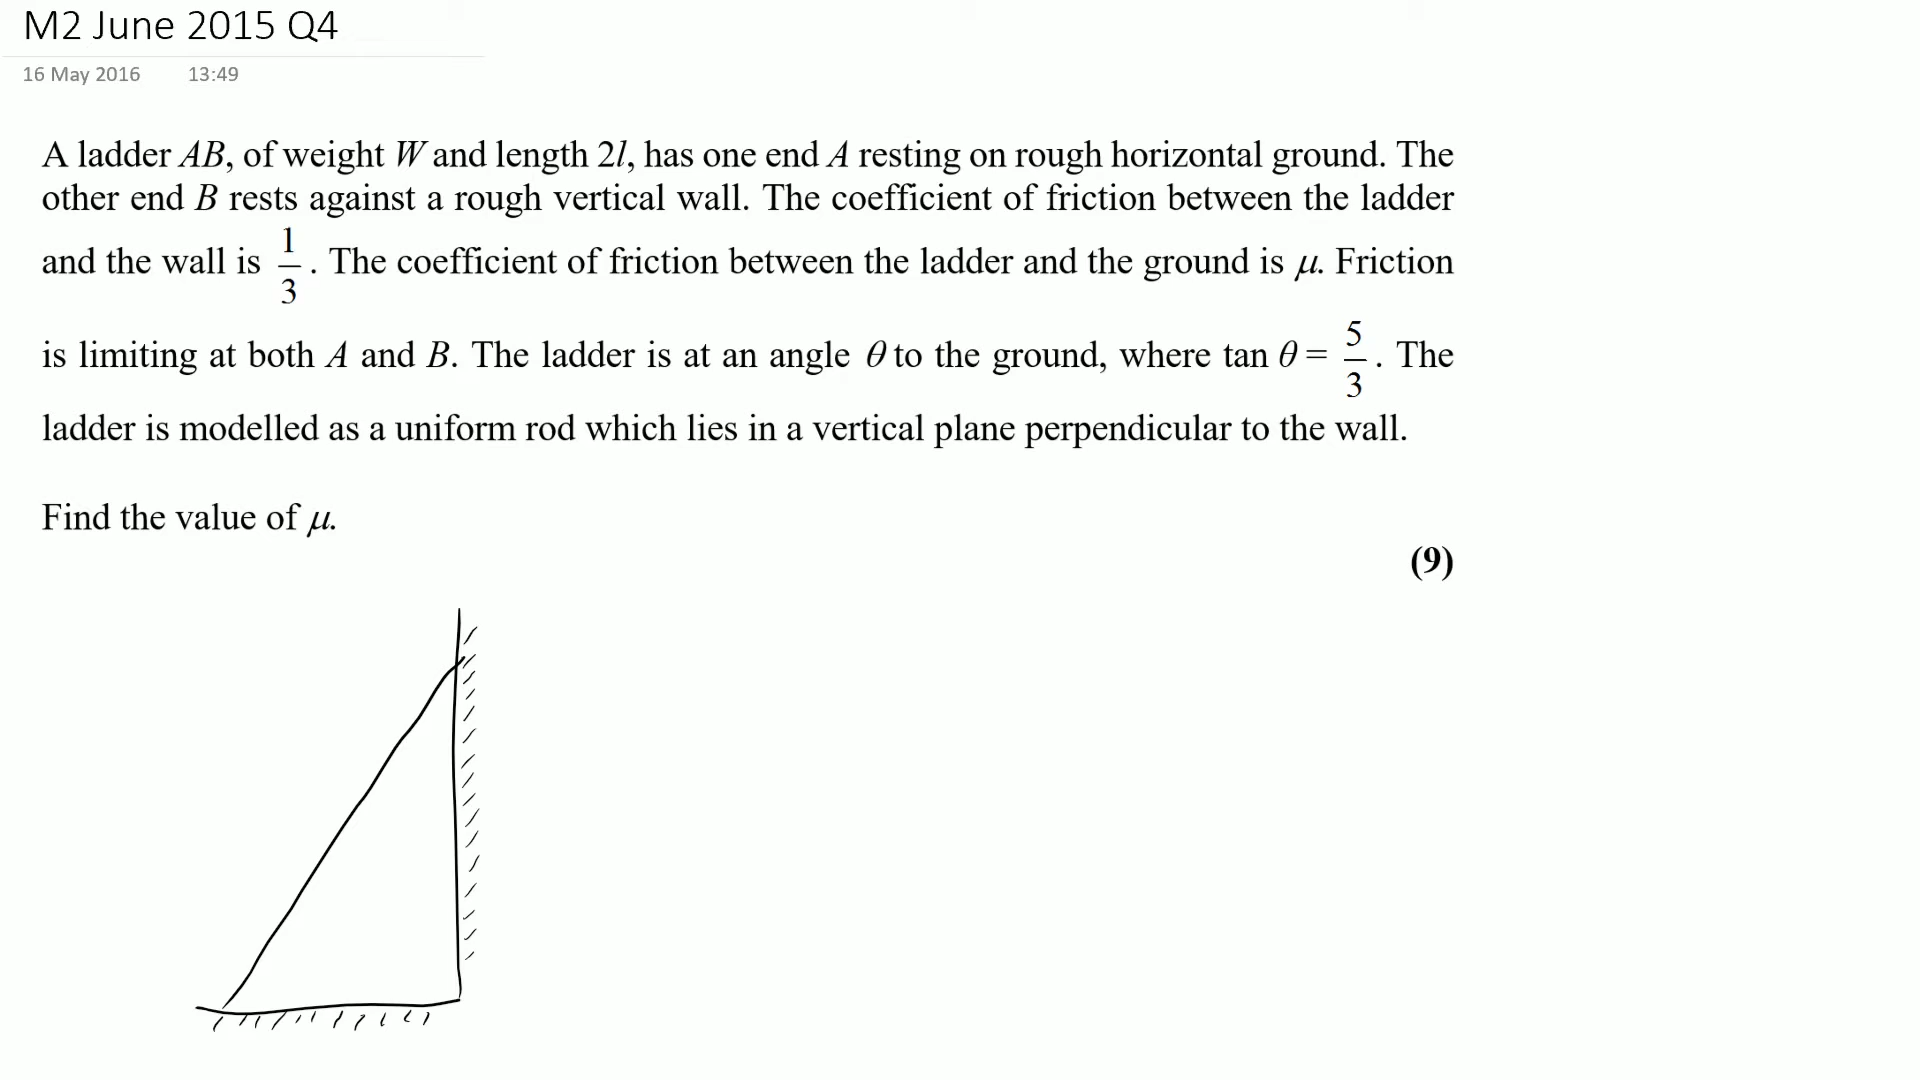 M2 June 2015 Q4
16 May 2016 13:49
A ladder AB, of weight W and length 2l, has one end A resting on rough horizontal ground. The
other end B rests against a rough vertical wall. The coefficient of friction between the ladder
and the wall is 1/3. The coefficient of friction between the ladder and the ground is μ. Friction
is limiting at both A and B. The ladder is at an angle θ to the ground, where tan θ = 5/3. The
ladder is modelled as a uniform rod which lies in a vertical plane perpendicular to the wall.
Find the value of μ.
(9)